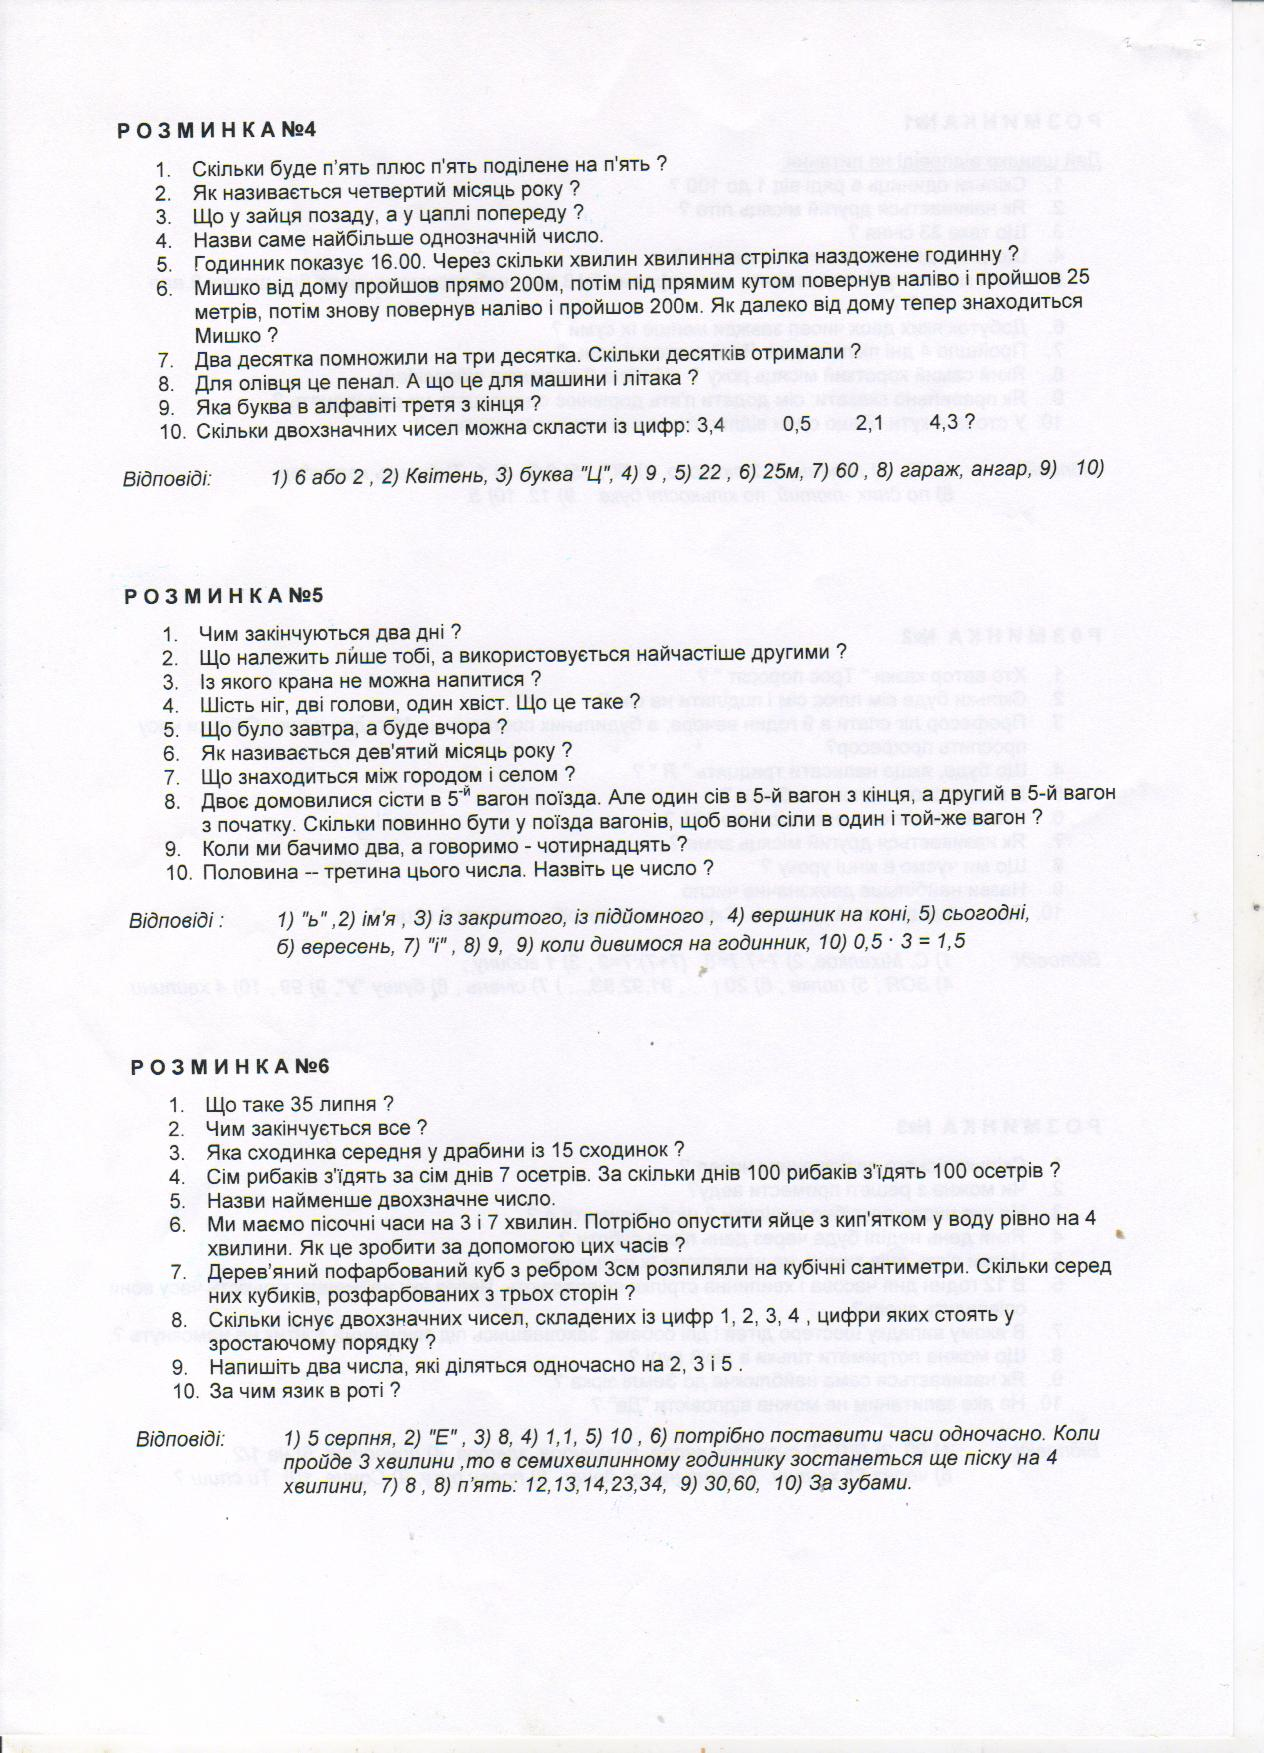 Р О З М И Н К А №4
1. Скільки буде п'ять плюс п'ять поділене на п'ять ?
2. Як називається четвертий місяць року ?
3. Що у зайця позаду, а у цаплі попереду ?
4. Назви саме найбільше однозначній число.
5. Годинник показує 16.00. Через скільки хвилин хвилинна стрілка наздожене годинну ?
6. Мишко від дому пройшов прямо 200м, потім під прямим кутом повернув наліво і пройшов 25
метрів, потім знову повернув наліво і пройшов 200м. Як далеко від дому тепер знаходиться
Мишко ?
7. Два десятка помножили на три десятка. Скільки десятків отримали ?
8. Для олівця це пенал. А що це для машини і літака ?
9. Яка буква в алфавіті третя з кінця ?
10. Скільки двохзначних чисел можна скласти із цифр: 3,4 0,5 2,1 4,3 ?
Відповіді: 1) 6 або 2 , 2) Квітень, 3) буква "Ц", 4) 9 , 5) 22 , 6) 25м, 7) 60 , 8) гараж, ангар, 9) 10)
Р О З М И Н К А №5
1. Чим закінчуються два дні ?
2. Що належить лише тобі, а використовується найчастіше другими ?
3. Із якого крана не можна напитися ?
4. Шість ніг, дві голови, один хвіст. Що це таке ?
5. Що було завтра, а буде вчора ?
6. Як називається дев'ятий місяць року ?
7. Що знаходиться між городом і селом ?
8. Двоє домовилися сісти в 5-й вагон поїзда. Але один сів в 5-й вагон з кінця, а другий в 5-й вагон
з початку. Скільки повинно бути у поїзда вагонів, щоб вони сіли в один і той-же вагон ?
9. Коли ми бачимо два, а говоримо - чотирнадцять ?
10. Половина -- третина цього числа. Назвіть це число ?
Відповіді : 1) "ь" ,2) ім'я , 3) із закритого, із підйомного , 4) вершник на коні, 5) сьогодні,
6) вересень, 7) "і" , 8) 9, 9) коли дивимося на годинник, 10) 0,5 · 3 = 1,5
Р О З М И Н К А №6
1. Що таке 35 липня ?
2. Чим закінчується все ?
3. Яка сходинка середня у драбини із 15 сходинок ?
4. Сім рибаків з'їдять за сім днів 7 осетрів. За скільки днів 100 рибаків з'їдять 100 осетрів ?
5. Назви найменше двохзначне число.
6. Ми маємо пісочні часи на 3 і 7 хвилин. Потрібно опустити яйце з кип'ятком у воду рівно на 4
хвилини. Як це зробити за допомогою цих часів ?
7. Дерев'яний пофарбований куб з ребром 3см розпиляли на кубічні сантиметри. Скільки серед
них кубиків, розфарбованих з трьох сторін ?
8. Скільки існує двохзначних чисел, складених із цифр 1, 2, 3, 4 , цифри яких стоять у
зростаючому порядку ?
9. Напишіть два числа, які діляться одночасно на 2, 3 і 5 .
10. За чим язик в роті ?
Відповіді: 1) 5 серпня, 2) "Е" , 3) 8, 4) 1,1, 5) 10 , 6) потрібно поставити часи одночасно. Коли
пройде 3 хвилини ,то в семихвилинному годиннику зостанеться ще піску на 4
хвилини, 7) 8 , 8) п'ять: 12,13,14,23,34, 9) 30,60, 10) За зубами.